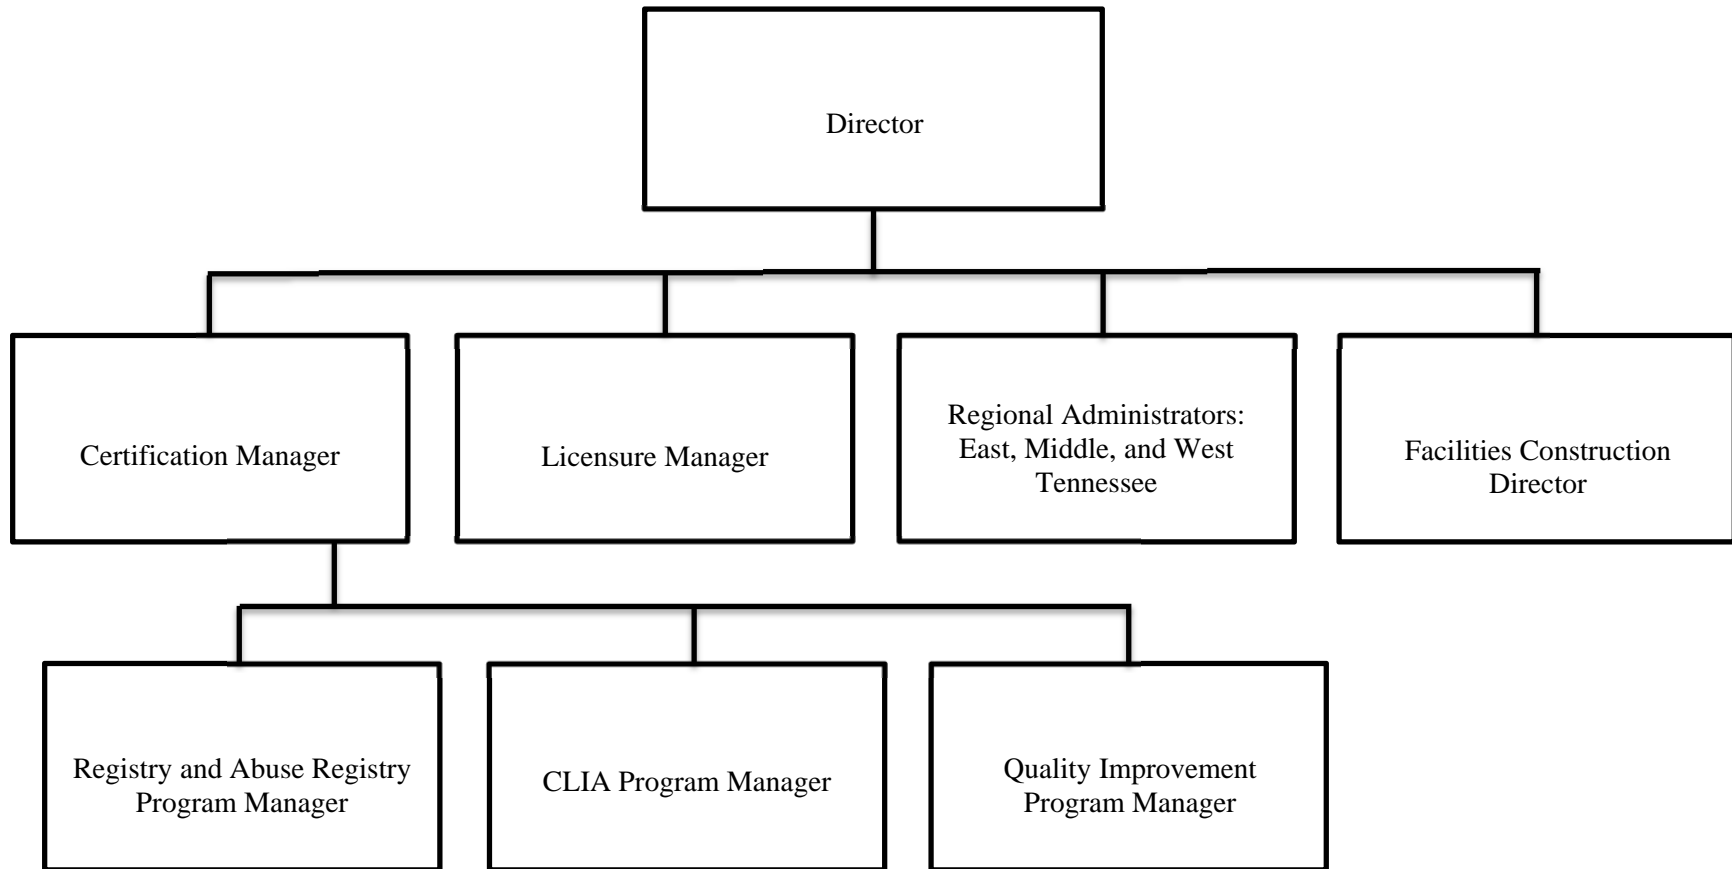 Director
Certification Manager
Licensure Manager
Regional Administrators:
East, Middle, and West
Tennessee
Facilities Construction
Director
Registry and Abuse Registry
Program Manager
CLIA Program Manager
Quality Improvement
Program Manager